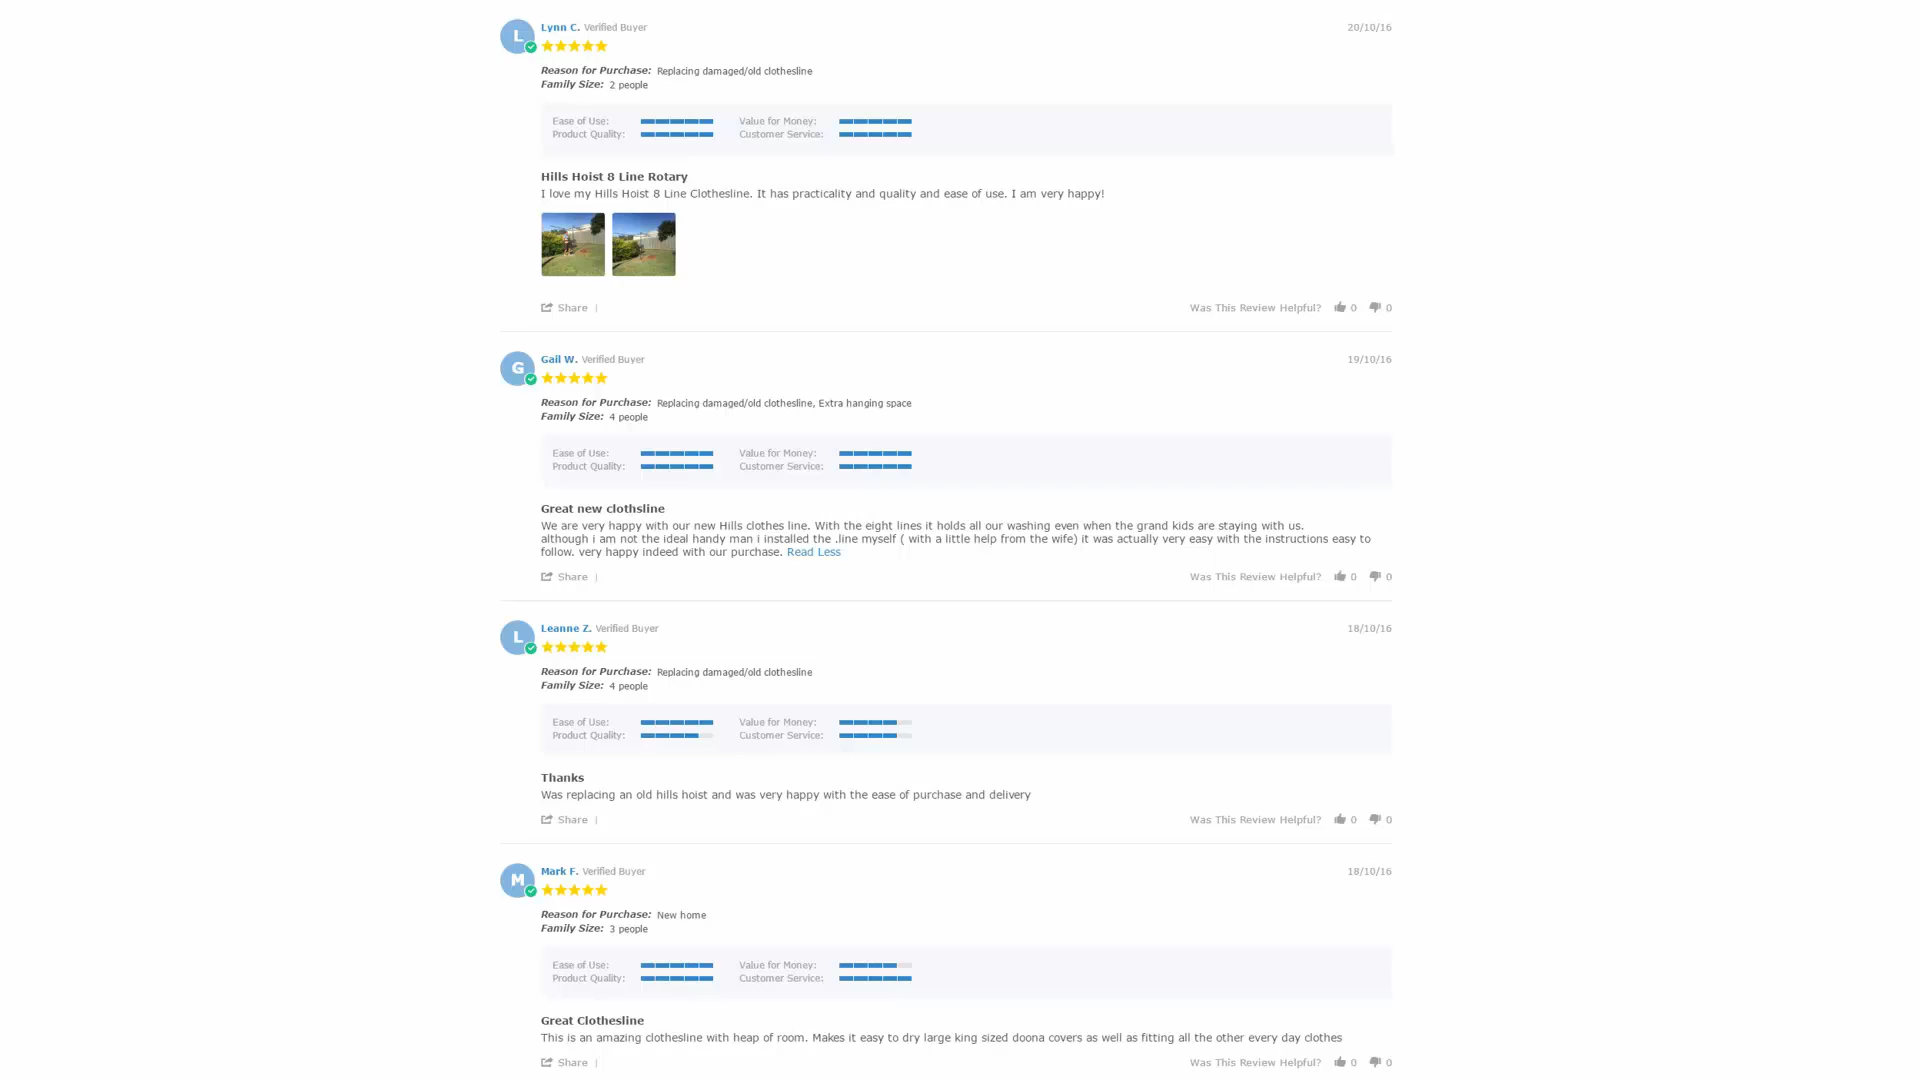 L
Lynn C. Verified Buyer 20/10/16
Reason for Purchase: Replacing damaged/old clothesline
Family Size: 2 people
Ease of Use: Value for Money:
Product Quality: Customer Service:
Hills Hoist 8 Line Rotary
I love my Hills Hoist 8 Line Clothesline. It has practicality and quality and ease of use. I am very happy!
Share | Was This Review Helpful? 0 0
G
Gail W. Verified Buyer 19/10/16
Reason for Purchase: Replacing damaged/old clothesline, Extra hanging space
Family Size: 4 people
Ease of Use: Value for Money:
Product Quality: Customer Service:
Great new clothsline
We are very happy with our new Hills clothes line. With the eight lines it holds all our washing even when the grand kids are staying with us.
although i am not the ideal handy man i installed the .line myself ( with a little help from the wife) it was actually very easy with the instructions easy to
follow. very happy indeed with our purchase. Read Less
Share | Was This Review Helpful? 0 0
L
Leanne Z. Verified Buyer 18/10/16
Reason for Purchase: Replacing damaged/old clothesline
Family Size: 4 people
Ease of Use: Value for Money:
Product Quality: Customer Service:
Thanks
Was replacing an old hills hoist and was very happy with the ease of purchase and delivery
Share | Was This Review Helpful? 0 0
M
Mark F. Verified Buyer 18/10/16
Reason for Purchase: New home
Family Size: 3 people
Ease of Use: Value for Money:
Product Quality: Customer Service:
Great Clothesline
This is an amazing clothesline with heap of room. Makes it easy to dry large king sized doona covers as well as fitting all the other every day clothes
Share | Was This Review Helpful? 0 0